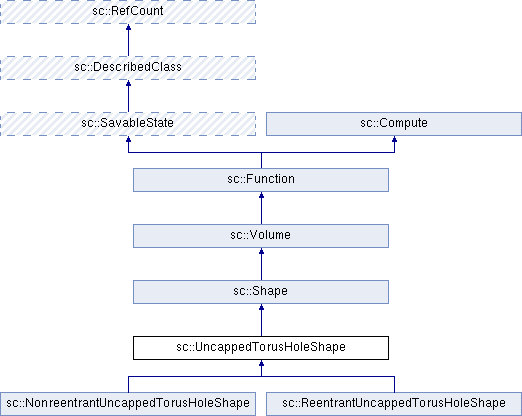 sc::RefCount
sc::DescribedClass
sc::SavableState
sc::Compute
sc::Function
sc::Volume
sc::Shape
sc::UncappedTorusHoleShape
sc::NonreentrantUncappedTorusHoleShape
sc::ReentrantUncappedTorusHoleShape